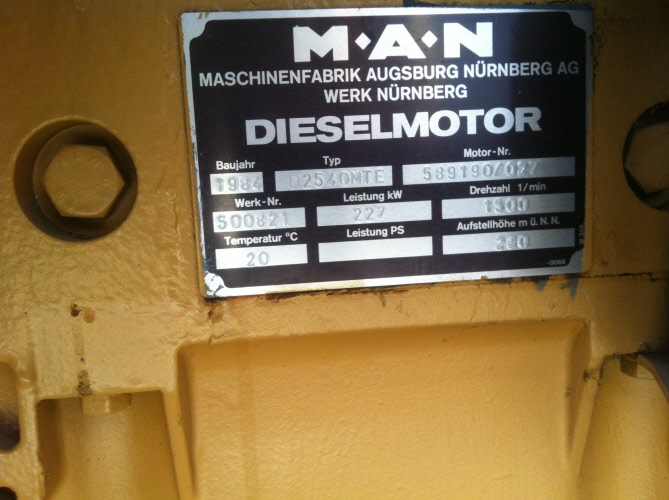 M·A·N
MASCHINENFABRIK AUGSBURG NÜRNBERG AG
WERK NÜRNBERG
DIESELMOTOR
Baujahr Typ Motor-Nr.
1984 D2540MTE 589190/027
Werk-Nr. Leistung kW Drehzahl 1/min
500821 227 1500
Temperatur °C Leistung PS Aufstellhöhe m ü. N.N.
20
-0068